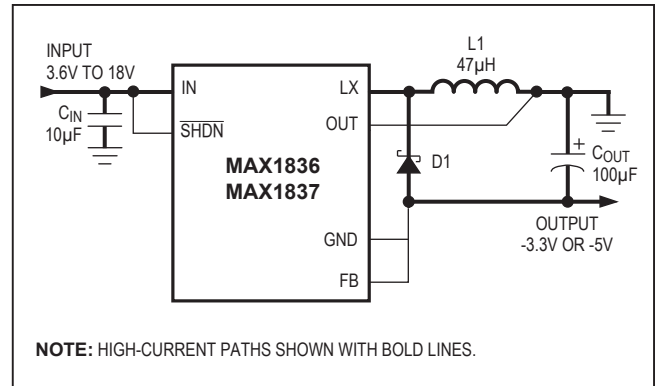 INPUT
3.6V TO 18V
L1
47µH
IN
LX
CIN
10µF
SHDN
OUT
MAX1836
MAX1837
D1
+
COUT
100µF
OUTPUT
-3.3V OR -5V
GND
FB
NOTE: HIGH-CURRENT PATHS SHOWN WITH BOLD LINES.